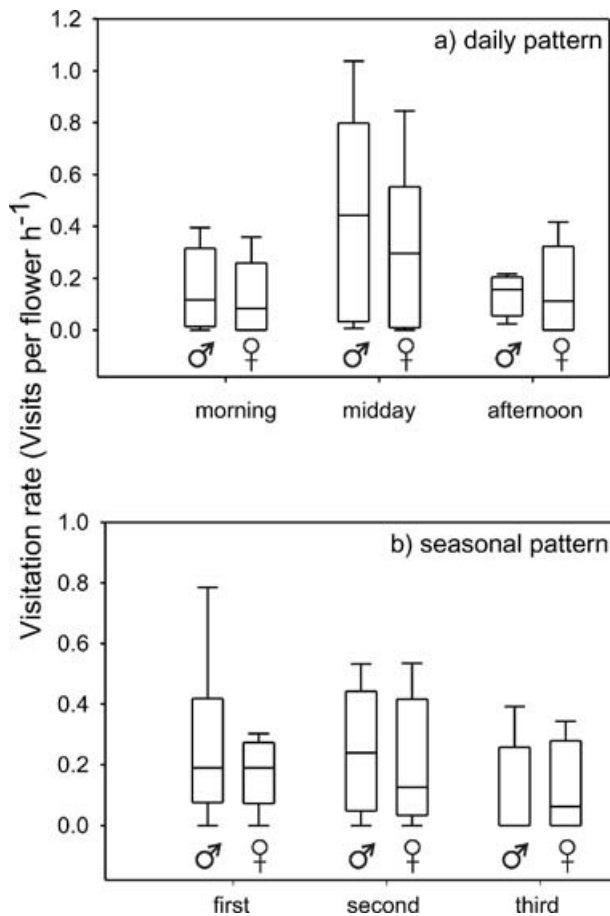 Visitation rate (Visits per flower h⁻¹)
a) daily pattern
1.2
1.0
0.8
0.6
0.4
0.2
0.0
♂ ♀ ♂ ♀ ♂ ♀
morning midday afternoon
b) seasonal pattern
1.0
0.8
0.6
0.4
0.2
0.0
♂ ♀ ♂ ♀ ♂ ♀
first second third